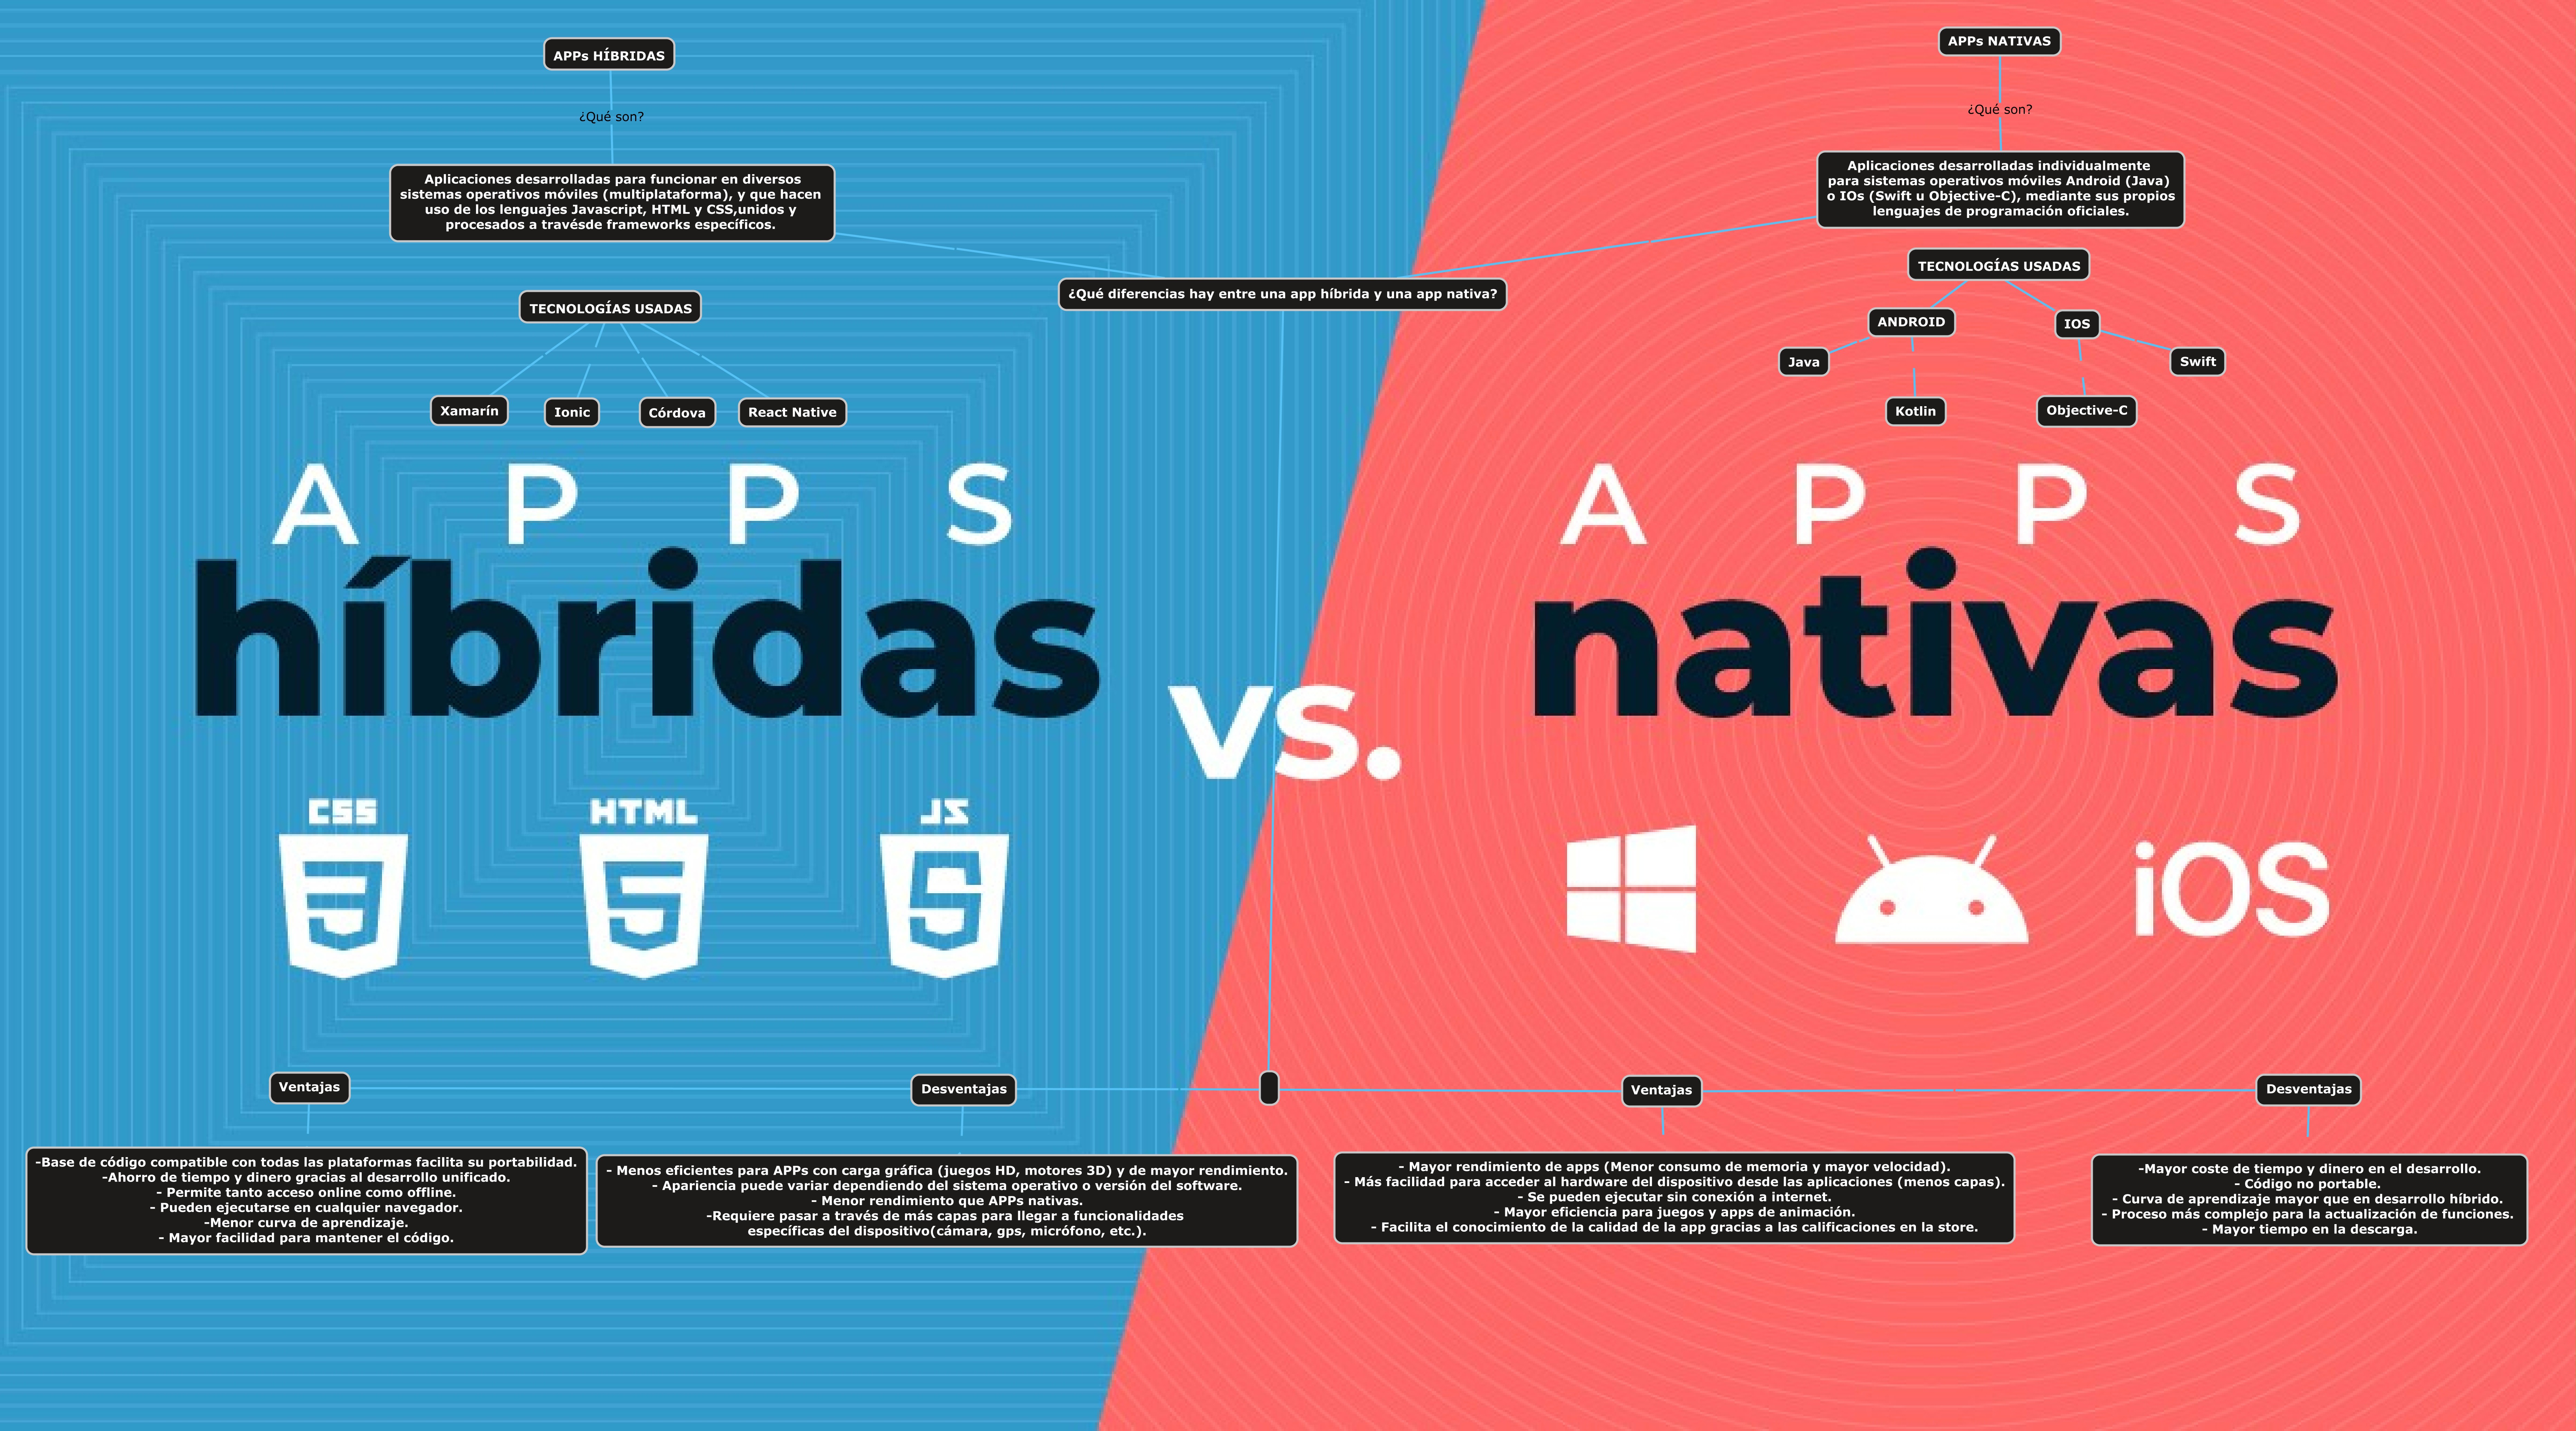 APPs HÍBRIDAS
¿Qué son?
Aplicaciones desarrolladas para funcionar en diversos
sistemas operativos móviles (multiplataforma), y que hacen
uso de los lenguajes Javascript, HTML y CSS,unidos y
procesados a travésde frameworks específicos.
APPs NATIVAS
¿Qué son?
Aplicaciones desarrolladas individualmente
para sistemas operativos móviles Android (Java)
o IOs (Swift u Objective-C), mediante sus propios
lenguajes de programación oficiales.
¿Qué diferencias hay entre una app híbrida y una app nativa?
TECNOLOGÍAS USADAS
Xamarín
Ionic
Córdova
React Native
TECNOLOGÍAS USADAS
ANDROID
IOS
Java
Swift
Kotlin
Objective-C
APPS
híbridas
vs.
APPS
nativas
CSS
HTML
JS
iOS
Ventajas
-Base de código compatible con todas las plataformas facilita su portabilidad.
-Ahorro de tiempo y dinero gracias al desarrollo unificado.
- Permite tanto acceso online como offline.
- Pueden ejecutarse en cualquier navegador.
-Menor curva de aprendizaje.
- Mayor facilidad para mantener el código.
Desventajas
- Menos eficientes para APPs con carga gráfica (juegos HD, motores 3D) y de mayor rendimiento.
- Apariencia puede variar dependiendo del sistema operativo o versión del software.
- Menor rendimiento que APPs nativas.
-Requiere pasar a través de más capas para llegar a funcionalidades
específicas del dispositivo(cámara, gps, micrófono, etc.).
Ventajas
- Mayor rendimiento de apps (Menor consumo de memoria y mayor velocidad).
- Más facilidad para acceder al hardware del dispositivo desde las aplicaciones (menos capas).
- Se pueden ejecutar sin conexión a internet.
- Mayor eficiencia para juegos y apps de animación.
- Facilita el conocimiento de la calidad de la app gracias a las calificaciones en la store.
Desventajas
-Mayor coste de tiempo y dinero en el desarrollo.
- Código no portable.
- Curva de aprendizaje mayor que en desarrollo híbrido.
- Proceso más complejo para la actualización de funciones.
- Mayor tiempo en la descarga.